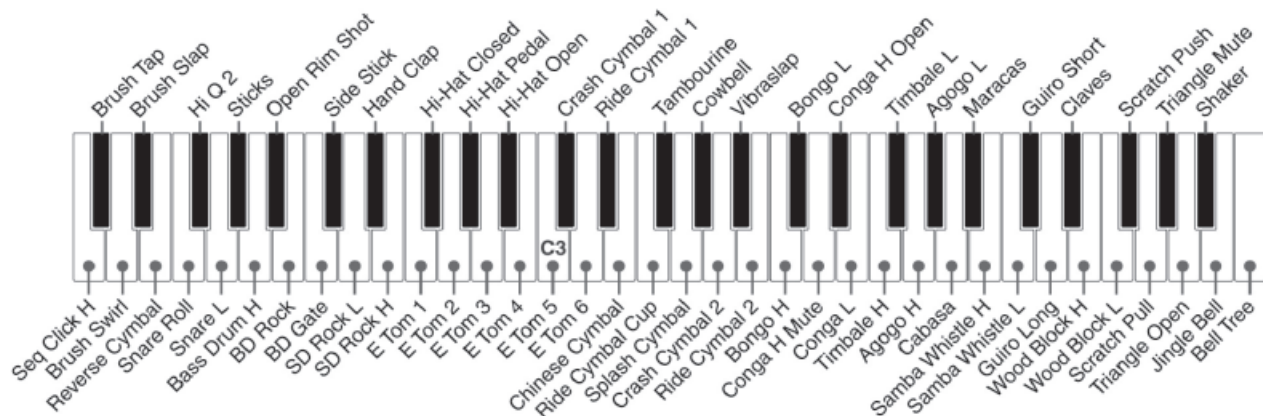 Brush Tap
Brush Slap
Hi Q 2
Sticks
Open Rim Shot
Side Stick
Hand Clap
Hi-Hat Closed
Hi-Hat Pedal
Hi-Hat Open
Crash Cymbal 1
Ride Cymbal 1
Tambourine
Cowbell
Vibraslap
Bongo L
Conga H Open
Timbale L
Agogo L
Maracas
Guiro Short
Claves
Scratch Push
Triangle Mute
Shaker
C3
Seq Click H
Brush Swirl
Reverse Cymbal
Snare Roll
Snare L
Bass Drum H
BD Rock
BD Gate
SD Rock L
SD Rock H
E Tom 1
E Tom 2
E Tom 3
E Tom 4
E Tom 5
E Tom 6
Chinese Cymbal
Ride Cymbal Cup
Splash Cymbal
Crash Cymbal 2
Ride Cymbal 2
Bongo H
Conga H Mute
Conga L
Timbale H
Agogo H
Cabasa
Samba Whistle H
Samba Whistle L
Guiro Long
Wood Block H
Wood Block L
Scratch Pull
Triangle Open
Jingle Bell
Bell Tree